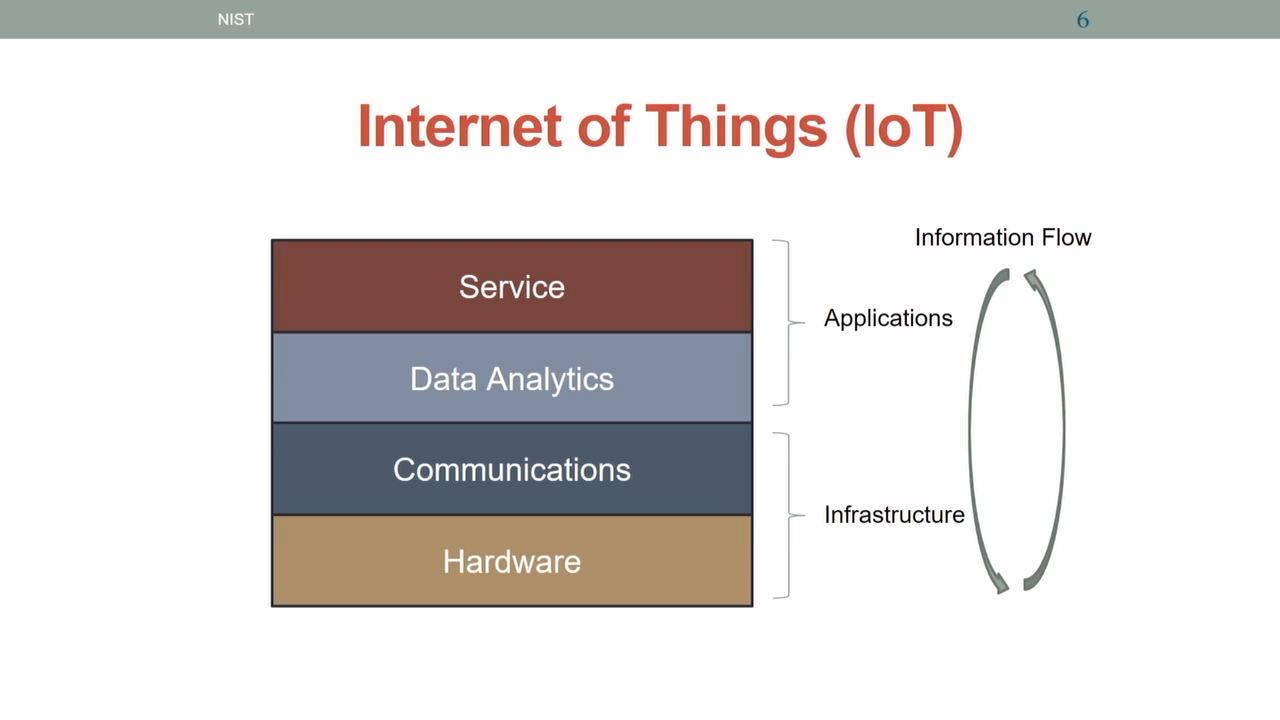 NIST
6
Internet of Things (IoT)
Information Flow
Service
Applications
Data Analytics
Communications
Infrastructure
Hardware